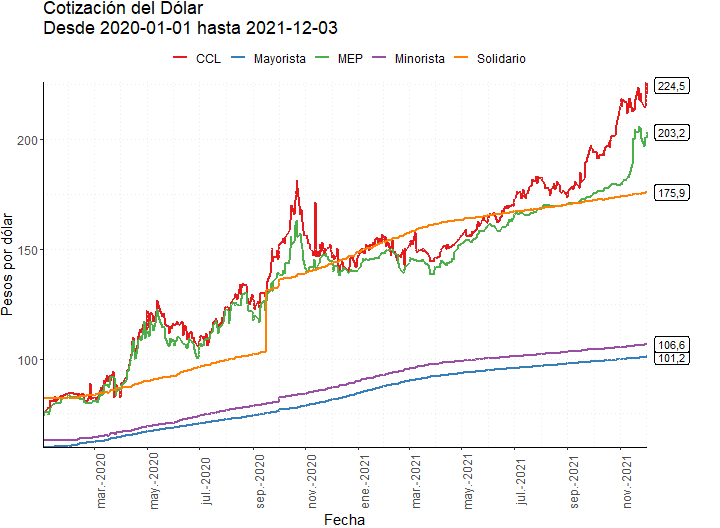 Cotización del Dólar
Desde 2020-01-01 hasta 2021-12-03
CCL Mayorista MEP Minorista Solidario
Pesos por dólar
200
150
100
224,5
203,2
175,9
106,6
101,2
mar.-2020
may.-2020
jul.-2020
sep.-2020
nov.-2020
ene.-2021
mar.-2021
may.-2021
jul.-2021
sep.-2021
nov.-2021
Fecha